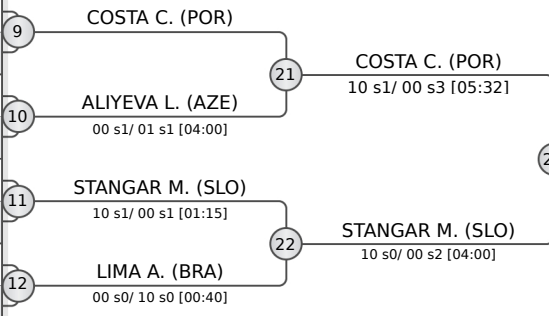 COSTA C. (POR)
9
21
COSTA C. (POR)
10 s1/ 00 s3 [05:32]
ALIYEVA L. (AZE)
10
00 s1/ 01 s1 [04:00]
STANGAR M. (SLO)
11
10 s1/ 00 s1 [01:15]
22
STANGAR M. (SLO)
10 s0/ 00 s2 [04:00]
LIMA A. (BRA)
12
00 s0/ 10 s0 [00:40]